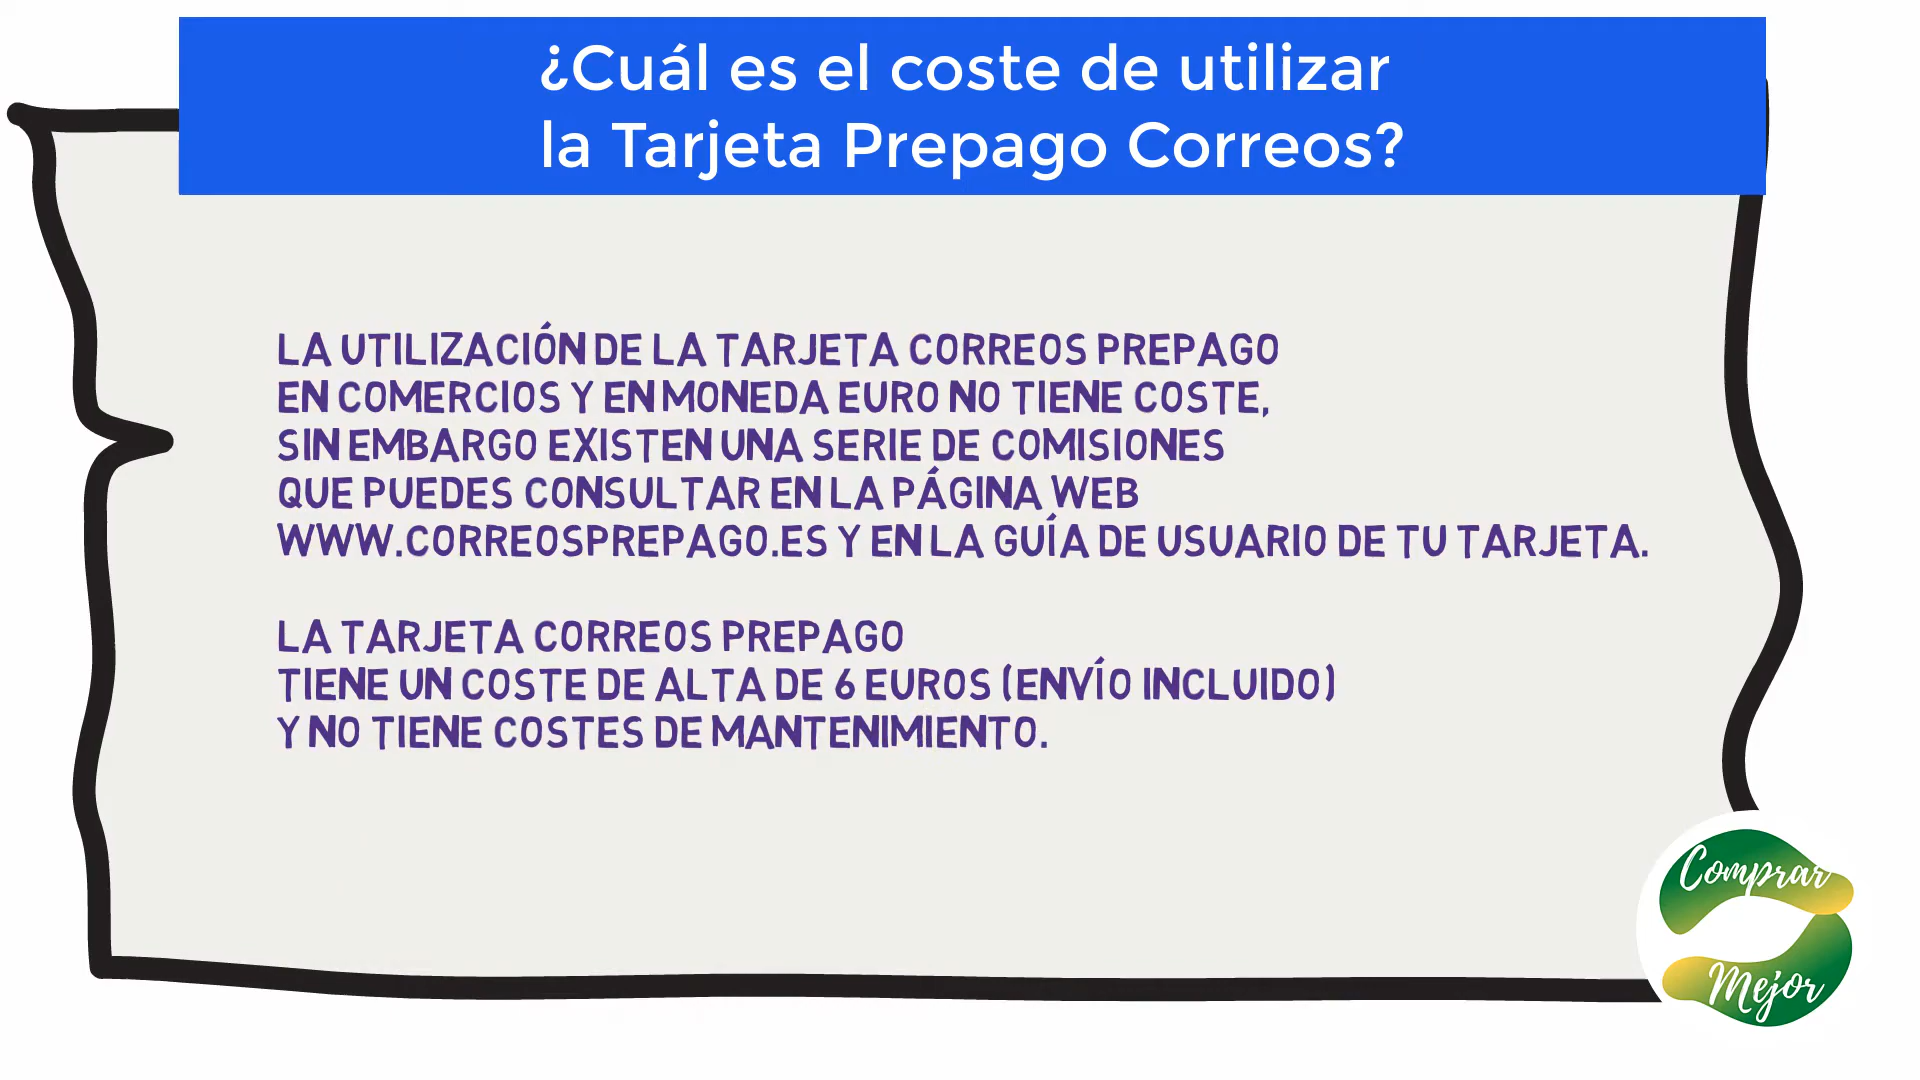 ¿Cuál es el coste de utilizar
la Tarjeta Prepago Correos?
LA UTILIZACIÓN DE LA TARJETA CORREOS PREPAGO
EN COMERCIOS Y EN MONEDA EURO NO TIENE COSTE,
SIN EMBARGO EXISTEN UNA SERIE DE COMISIONES
QUE PUEDES CONSULTAR EN LA PÁGINA WEB
WWW.CORREOSPREPAGO.ES Y EN LA GUÍA DE USUARIO DE TU TARJETA.
LA TARJETA CORREOS PREPAGO
TIENE UN COSTE DE ALTA DE 6 EUROS (ENVÍO INCLUIDO)
Y NO TIENE COSTES DE MANTENIMIENTO.
Comprar
Mejor